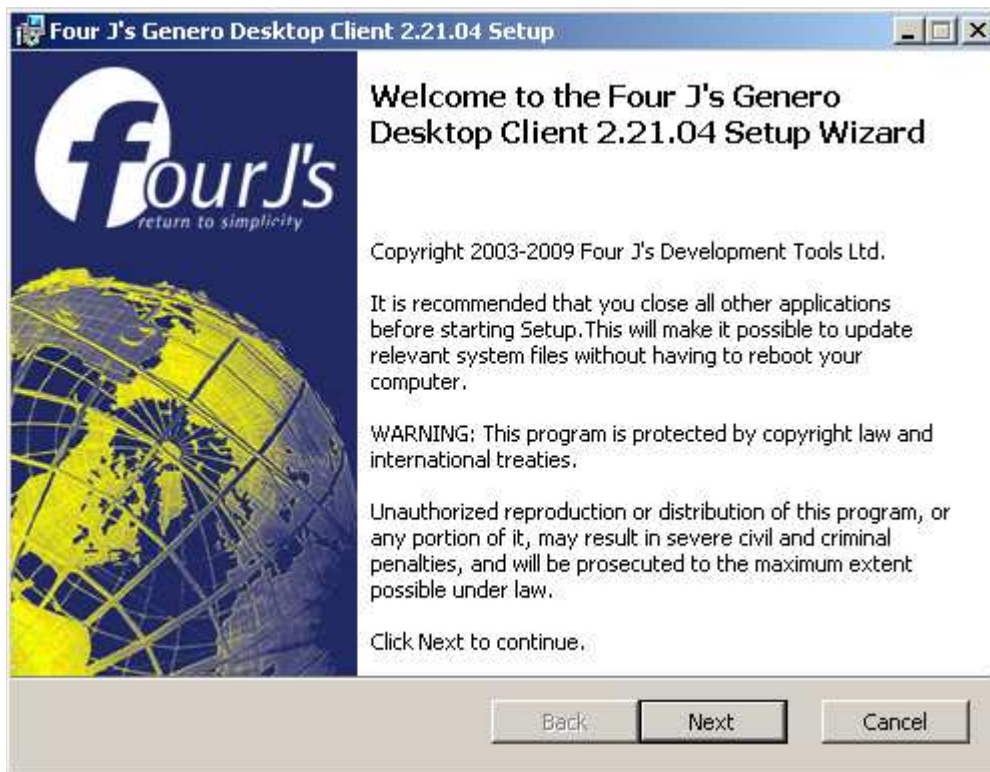 Four J's Genero Desktop Client 2.21.04 Setup
fourJ's
return to simplicity
Welcome to the Four J's Genero
Desktop Client 2.21.04 Setup Wizard
Copyright 2003-2009 Four J's Development Tools Ltd.
It is recommended that you close all other applications
before starting Setup.This will make it possible to update
relevant system files without having to reboot your
computer.
WARNING: This program is protected by copyright law and
international treaties.
Unauthorized reproduction or distribution of this program, or
any portion of it, may result in severe civil and criminal
penalties, and will be prosecuted to the maximum extent
possible under law.
Click Next to continue.
Back
Next
Cancel